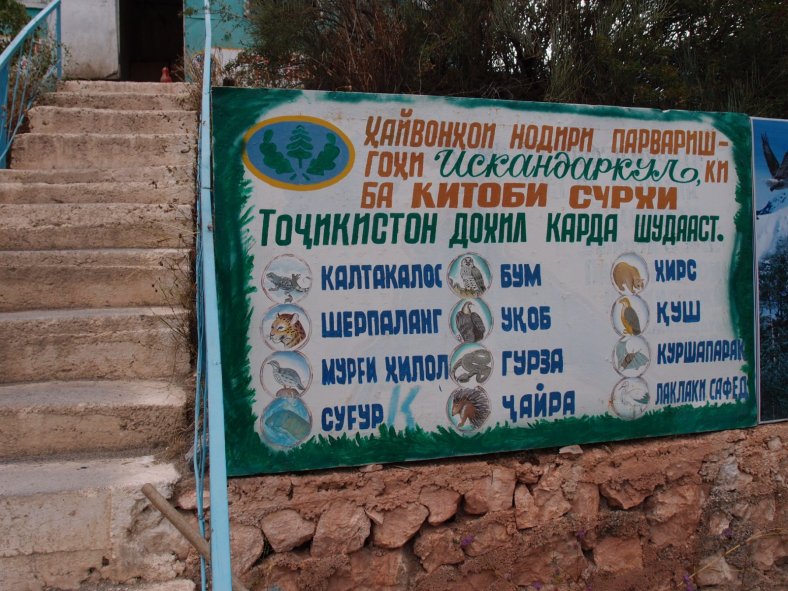 ҲАЙВОНҲОИ НОДИРИ ПАРВАРИШ-
ГОҲИ Искандаркул, КИ
БА КИТОБИ СУРХИ
ТОҶИКИСТОН ДОХИЛ КАРДА ШУДААСТ.
КАЛТАКАЛОС
БУМ
ХИРС
ШЕРПАЛАНГ
УҚОБ
ҚУШ
МУРҒИ ҲИЛОЛ
ГУРЗА
КУРШАПАРАК
СУҒУР
ҶАЙРА
ЛАКЛАКИ САФЕД